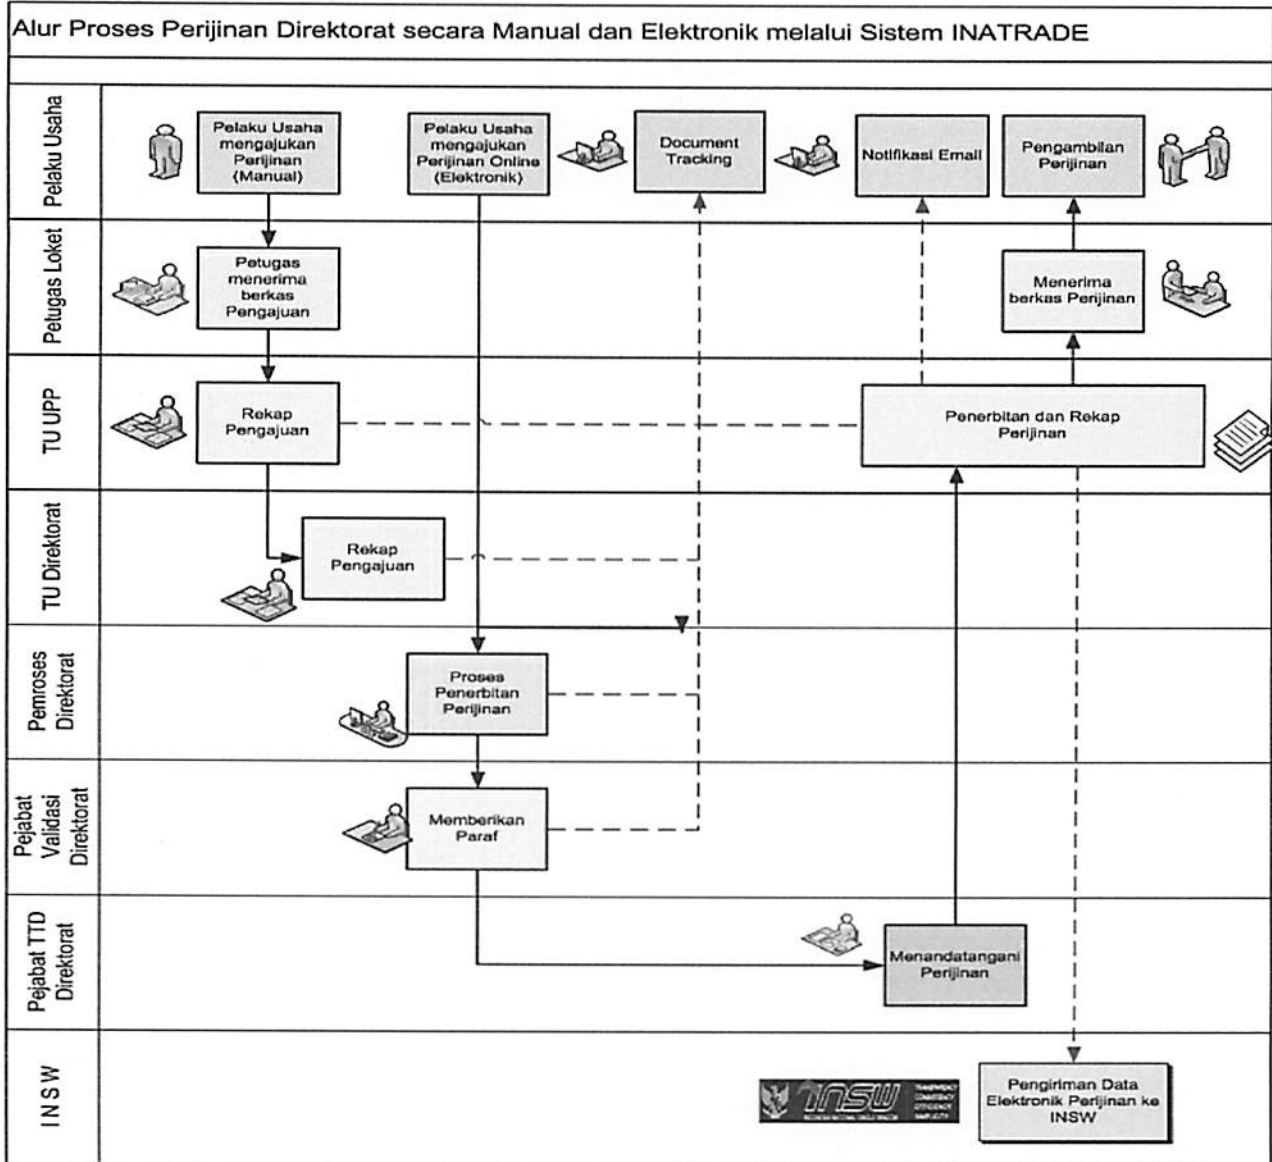 Alur Proses Perijinan Direktorat secara Manual dan Elektronik melalui Sistem INATRADE
Pelaku Usaha
Pelaku Usaha
mengajukan
Perijinan
(Manual)
Pelaku Usaha
mengajukan
Perijinan Online
(Elektronik)
Document
Tracking
Notifikasi Email
Pengambilan
Perijinan
Petugas Loket
Petugas
menerima
berkas
Pengajuan
Menerima
berkas Perijinan
TU UPP
Rekap
Pengajuan
Penerbitan dan Rekap
Perijinan
TU Direktorat
Rekap
Pengajuan
Pemroses
Direktorat
Proses
Penerbitan
Perijinan
Pejabat
Validasi
Direktorat
Memberikan
Paraf
Pejabat TTD
Direktorat
Menandatangani
Perijinan
I N S W
INSW
Pengiriman Data
Elektronik Perijinan ke
INSW